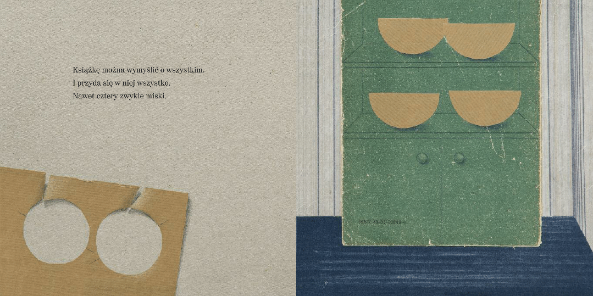 Książkę można wymyślić o wszystkim.
I przyda się w niej wszystko.
Nawet cztery zwykłe miski.